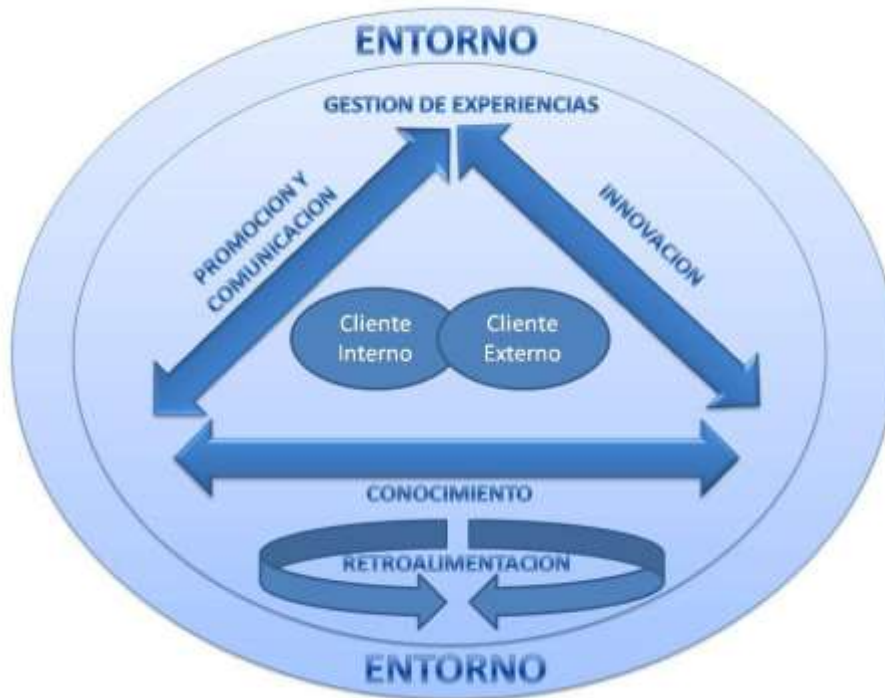 ENTORNO
GESTION DE EXPERIENCIAS
PROMOCION Y
COMUNICACION
INNOVACION
Cliente
Interno
Cliente
Externo
CONOCIMIENTO
RETROALIMENTACION
ENTORNO